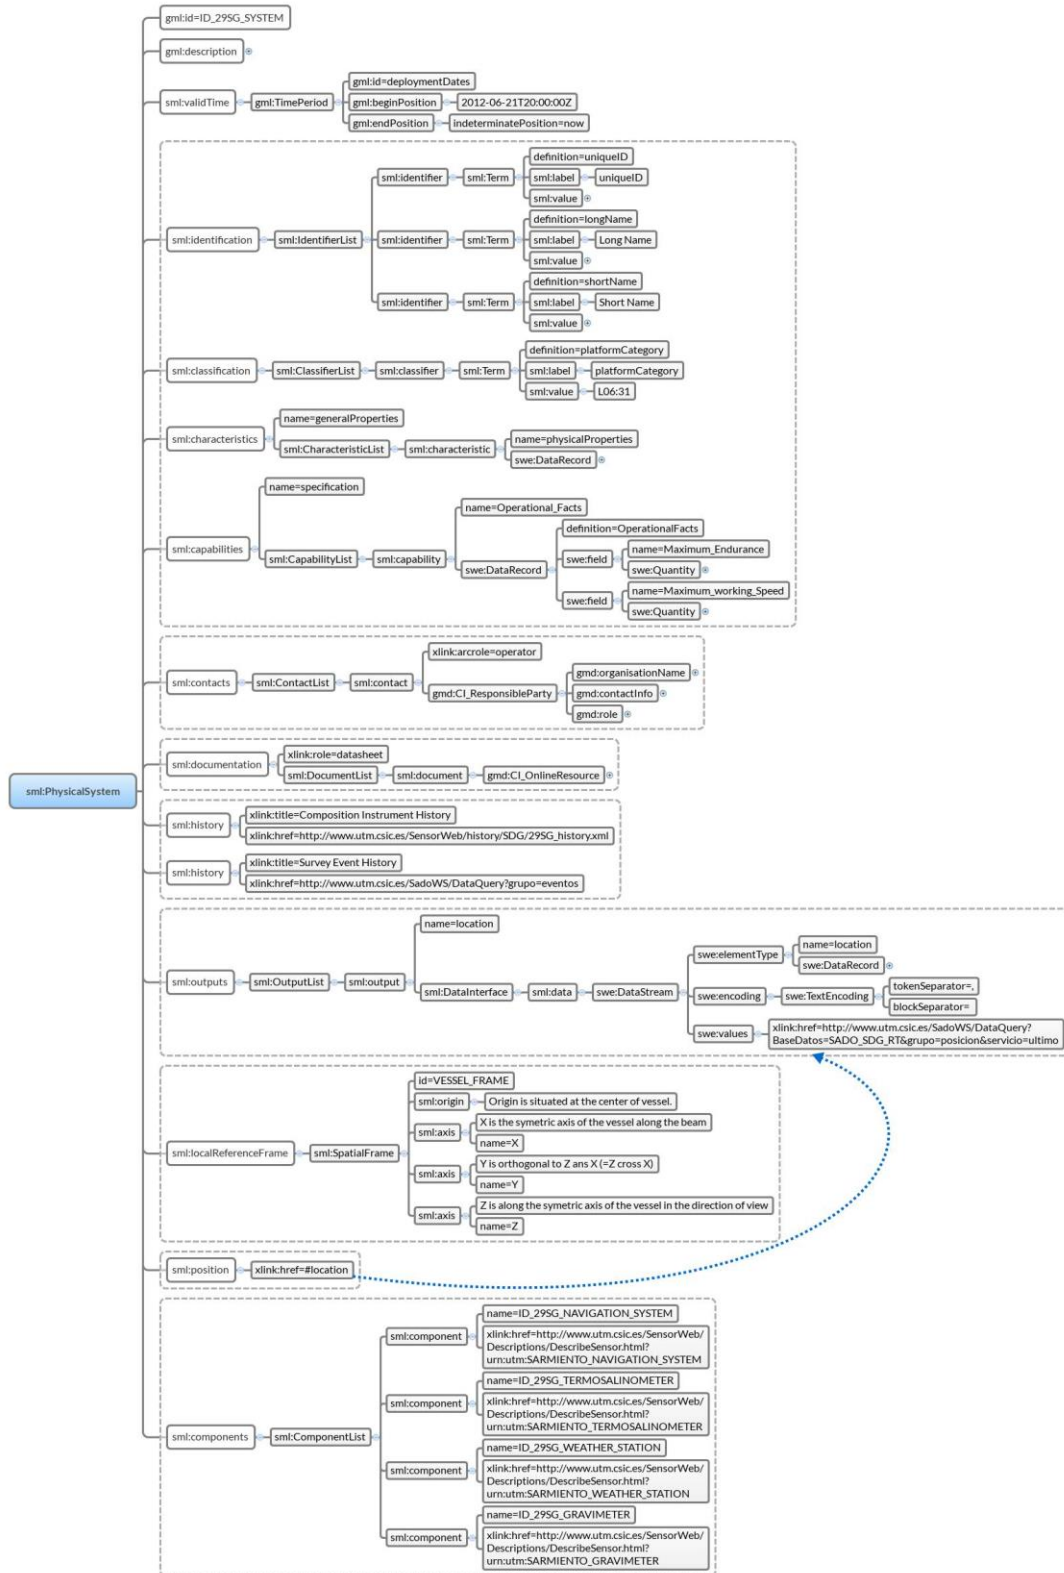 gml:id=ID_29SG_SYSTEM
gml:description
sml:validTime
gml:TimePeriod
gml:id=deploymentDates
gml:beginPosition
2012-06-21T20:00:00Z
gml:endPosition
indeterminatePosition=now
sml:identification
sml:IdentifierList
sml:identifier
sml:Term
definition=uniqueID
sml:label
uniqueID
sml:value
sml:identifier
sml:Term
definition=longName
sml:label
Long Name
sml:value
sml:identifier
sml:Term
definition=shortName
sml:label
Short Name
sml:value
sml:classification
sml:ClassifierList
sml:classifier
sml:Term
definition=platformCategory
sml:label
platformCategory
sml:value
L06:31
sml:characteristics
name=generalProperties
sml:CharacteristicList
sml:characteristic
name=physicalProperties
swe:DataRecord
sml:capabilities
name=specification
sml:CapabilityList
sml:capability
name=Operational_Facts
swe:DataRecord
definition=OperationalFacts
swe:field
name=Maximum_Endurance
swe:Quantity
swe:field
name=Maximum_working_Speed
swe:Quantity
sml:contacts
sml:ContactList
sml:contact
xlink:arcrole=operator
gmd:CI_ResponsibleParty
gmd:organisationName
gmd:contactInfo
gmd:role
sml:documentation
xlink:role=datasheet
sml:DocumentList
sml:document
gmd:CI_OnlineResource
sml:PhysicalSystem
sml:history
xlink:title=Composition Instrument History
xlink:href=http://www.utm.csic.es/SensorWeb/history/SDG/29SG_history.xml
sml:history
xlink:title=Survey Event History
xlink:href=http://www.utm.csic.es/SadoWS/DataQuery?grupo=eventos
sml:outputs
sml:OutputList
sml:output
name=location
sml:DataInterface
sml:data
swe:DataStream
swe:elementType
name=location
swe:DataRecord
swe:encoding
swe:TextEncoding
tokenSeparator=,
blockSeparator=
swe:values
xlink:href=http://www.utm.csic.es/SadoWS/DataQuery?
BaseDatos=SADO_SDG_RT&grupo=posicion&servicio=ultimo
sml:localReferenceFrame
sml:SpatialFrame
id=VESSEL_FRAME
sml:origin
Origin is situated at the center of vessel.
sml:axis
X is the symetric axis of the vessel along the beam
name=X
sml:axis
Y is orthogonal to Z ans X (=Z cross X)
name=Y
sml:axis
Z is along the symetric axis of the vessel in the direction of view
name=Z
sml:position
xlink:href=#location
sml:components
sml:ComponentList
sml:component
name=ID_29SG_NAVIGATION_SYSTEM
xlink:href=http://www.utm.csic.es/SensorWeb/
Descriptions/DescribeSensor.html?
urn:utm:SARMIENTO_NAVIGATION_SYSTEM
sml:component
name=ID_29SG_TERMOSALINOMETER
xlink:href=http://www.utm.csic.es/SensorWeb/
Descriptions/DescribeSensor.html?
urn:utm:SARMIENTO_TERMOSALINOMETER
sml:component
name=ID_29SG_WEATHER_STATION
xlink:href=http://www.utm.csic.es/SensorWeb/
Descriptions/DescribeSensor.html?
urn:utm:SARMIENTO_WEATHER_STATION
sml:component
name=ID_29SG_GRAVIMETER
xlink:href=http://www.utm.csic.es/SensorWeb/
Descriptions/DescribeSensor.html?
urn:utm:SARMIENTO_GRAVIMETER